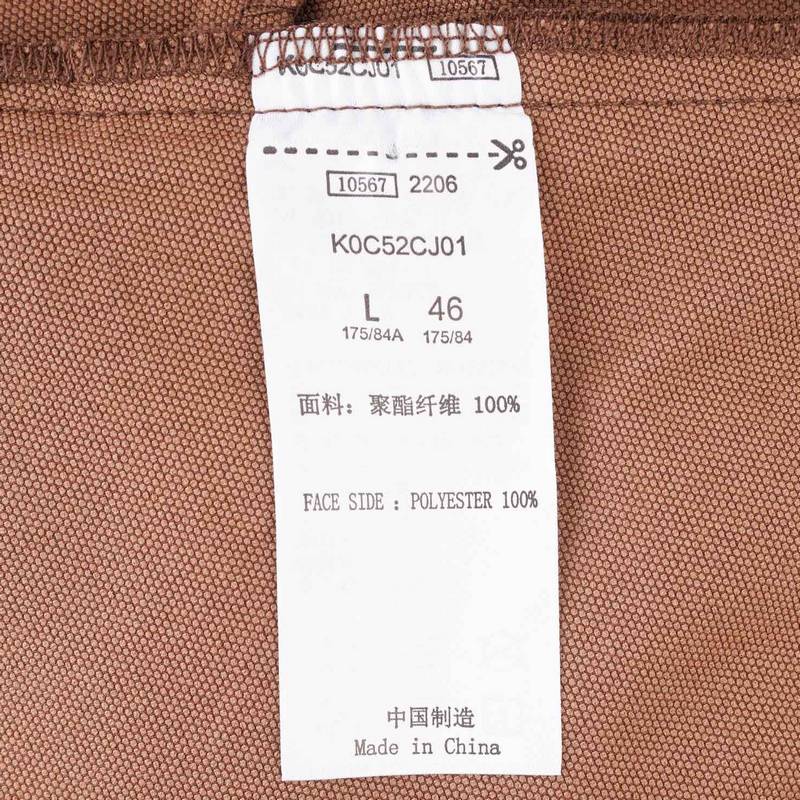 K0C52CJ01 10567
10567 2206
K0C52CJ01
L 46
175/84A 175/84
面料：聚酯纤维 100%
FACE SIDE : POLYESTER 100%
中国制造
Made in China